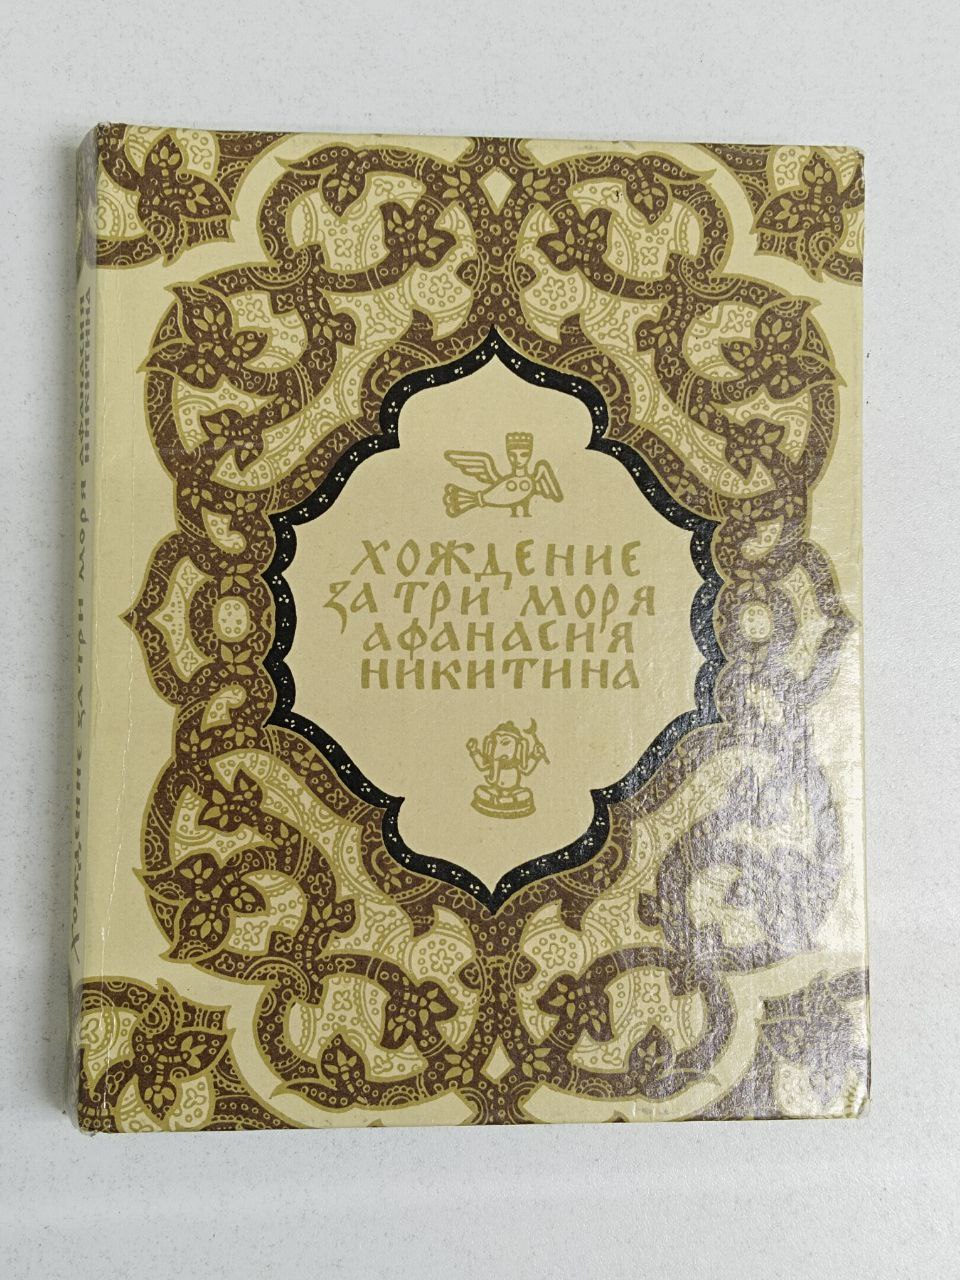 ХОЖДЕНИЕ
ЗА ТРИ МОРЯ
АФАНАСИЯ
НИКИТИНА
Хождение за три моря Афанасия
Никитина